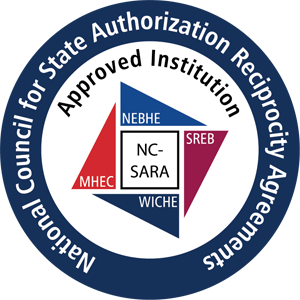 National Council for State Authorization Reciprocity Agreements
Approved Institution
NEBHE
SREB
NC-
SARA
MHEC
WICHE